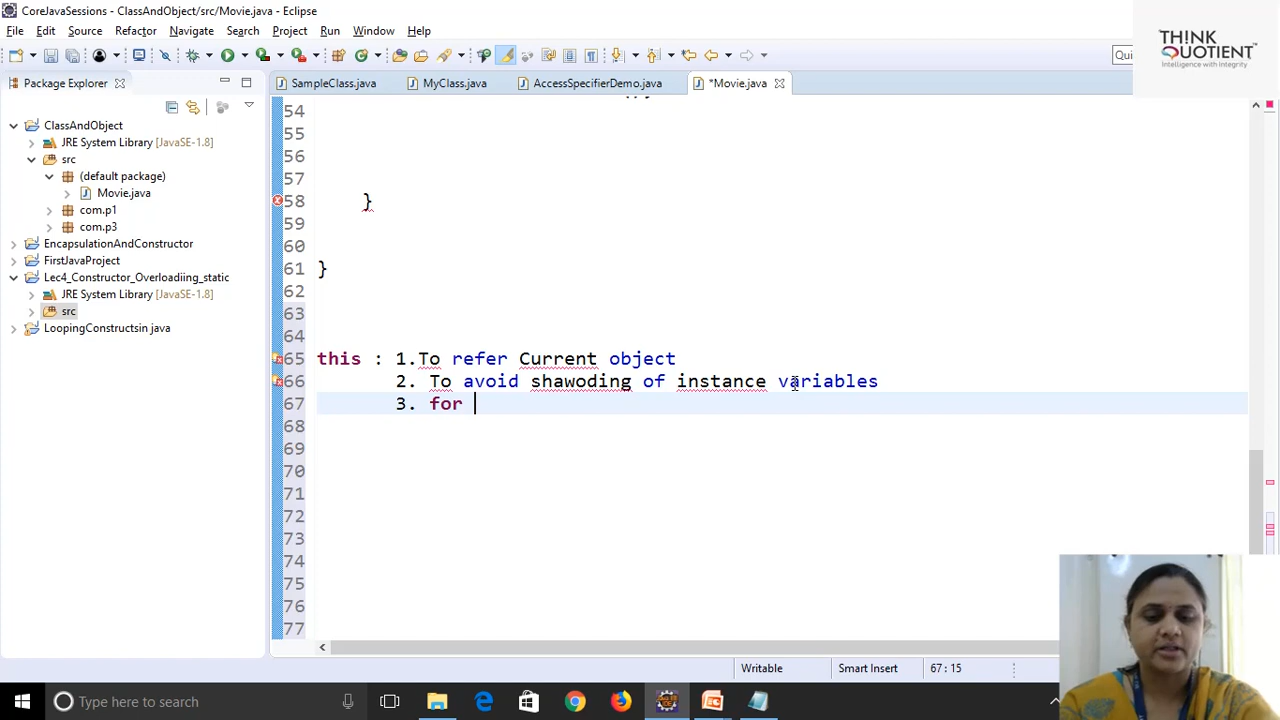 CoreJavaSessions - ClassAndObject/src/Movie.java - Eclipse
File Edit Source Refactor Navigate Search Project Run Window Help
THINK
QUOTIENT
Intelligence with Integrity
Qui
Package Explorer
SampleClass.java
MyClass.java
AccessSpecifierDemo.java
*Movie.java
ClassAndObject
JRE System Library [JavaSE-1.8]
src
(default package)
Movie.java
com.p1
com.p3
EncapsulationAndConstructor
FirstJavaProject
Lec4_Constructor_Overloadiing_static
JRE System Library [JavaSE-1.8]
src
LoopingConstructsin java
54
55
56
57
58 }
59
60
61 }
62
63
64
65 this : 1.To refer Current object
66 2. To avoid shawoding of instance variables
67 3. for
68
69
70
71
72
73
74
75
76
77
Writable
Smart Insert
67 : 15
Type here to search